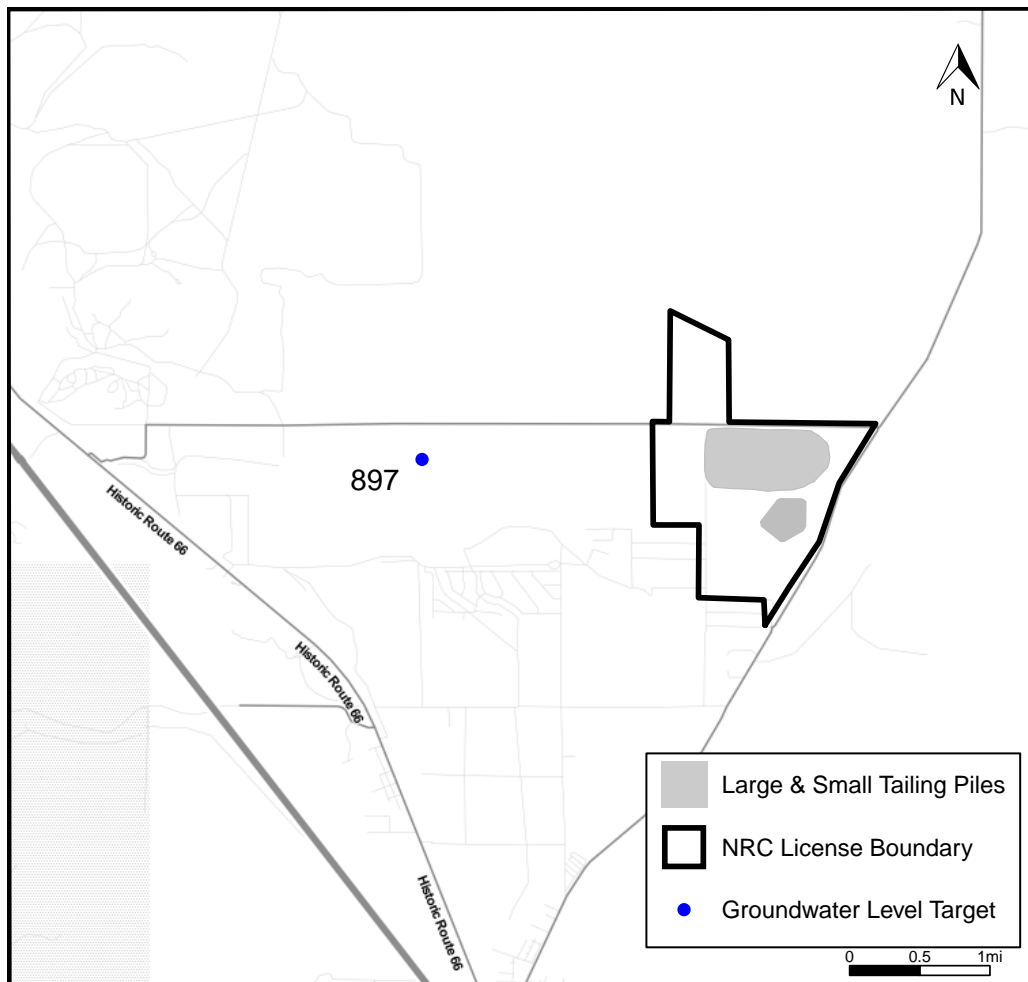 N
897
Historic Route 66
Historic Route 66
Historic Route 66
Large & Small Tailing Piles
NRC License Boundary
Groundwater Level Target
0 0.5 1mi